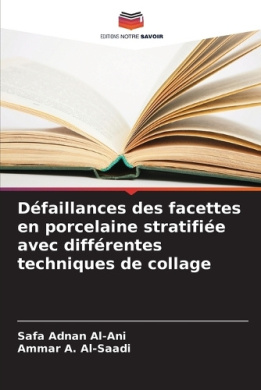 EDITIONS NOTRE SAVOIR
Défaillances des facettes
en porcelaine stratifiée
avec différentes
techniques de collage
Safa Adnan Al-Ani
Ammar A. Al-Saadi